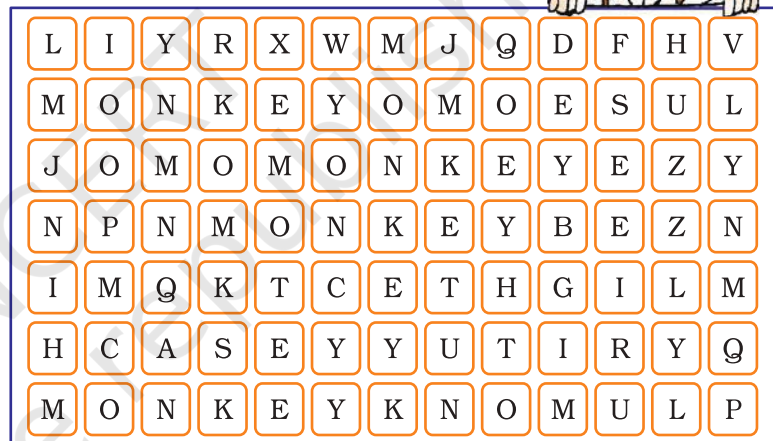 L I Y R X W M J Q D F H V
M O N K E Y O M O E S U L
J O M O M O N K E Y E Z Y
N P N M O N K E Y B E Z N
I M Q K T C E T H G I L M
H C A S E Y Y U T I R Y Q
M O N K E Y K N O M U L P